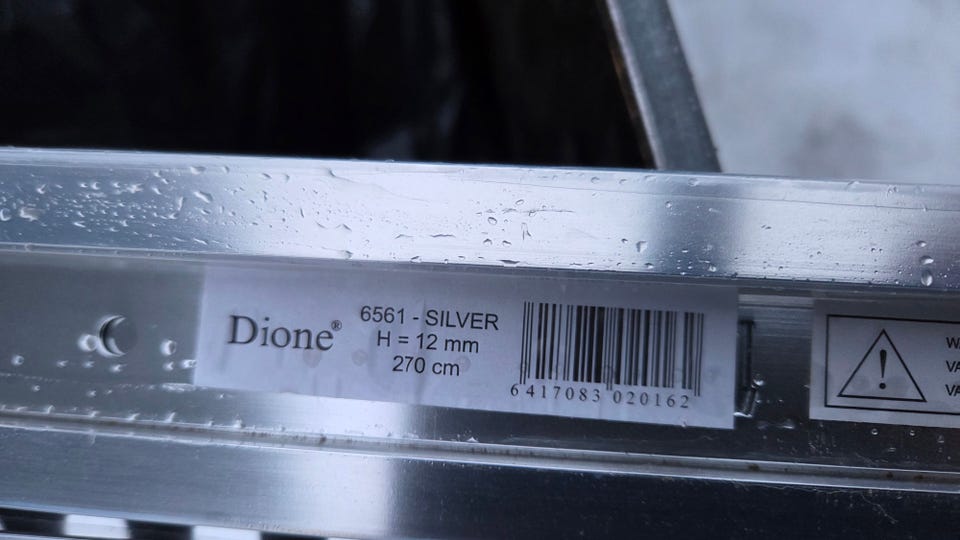 Dione®
6561 - SILVER
H = 12 mm
270 cm
6 417083 020162